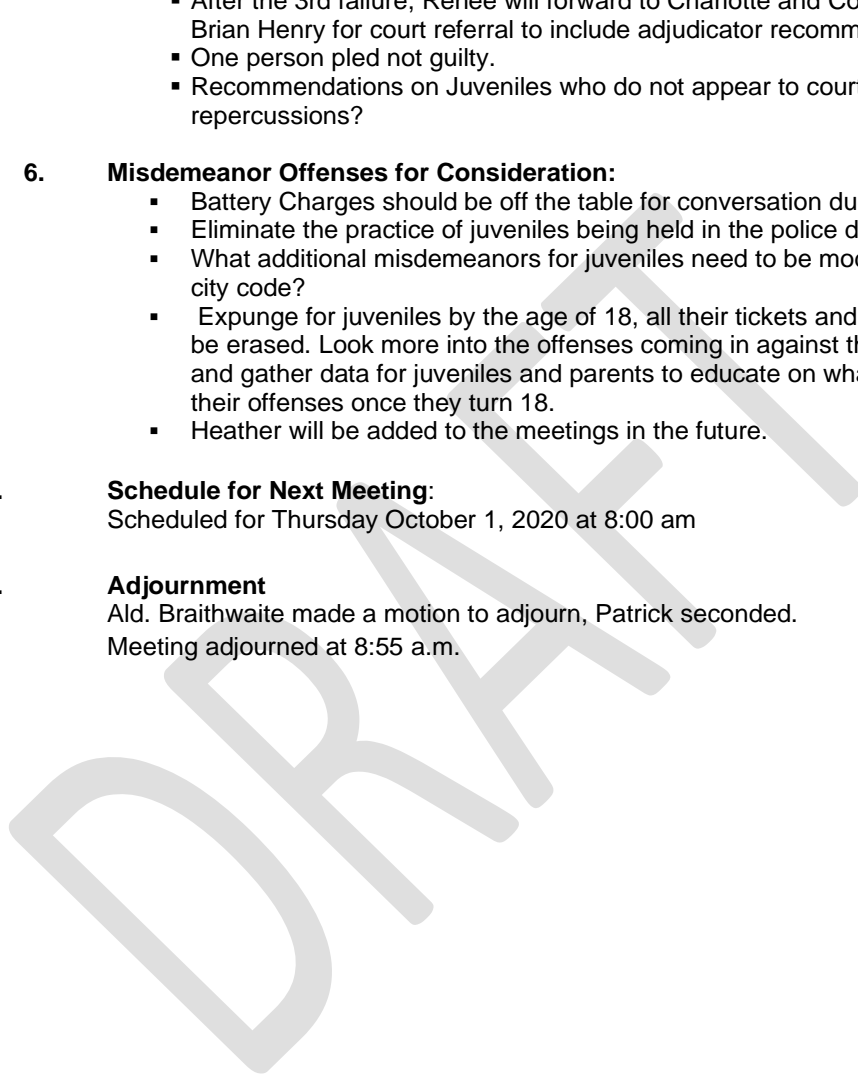 ▪ After the 3rd failure, Renee will forward to Charlotte and
Brian Henry for court referral to include adjudicator
▪ One person pled not guilty.
▪ Recommendations on Juveniles who do not appear to court
repercussions?
6. Misdemeanor Offenses for Consideration:
▪ Battery Charges should be off the table for conversation
▪ Eliminate the practice of juveniles being held in the police
▪ What additional misdemeanors for juveniles need to be
city code?
▪ Expunge for juveniles by the age of 18, all their tickets and
be erased. Look more into the offenses coming in against
and gather data for juveniles and parents to educate on
their offenses once they turn 18.
▪ Heather will be added to the meetings in the future.
. Schedule for Next Meeting:
Scheduled for Thursday October 1, 2020 at 8:00 am
. Adjournment
Ald. Braithwaite made a motion to adjourn, Patrick seconded.
Meeting adjourned at 8:55 a.m.
DRAFT